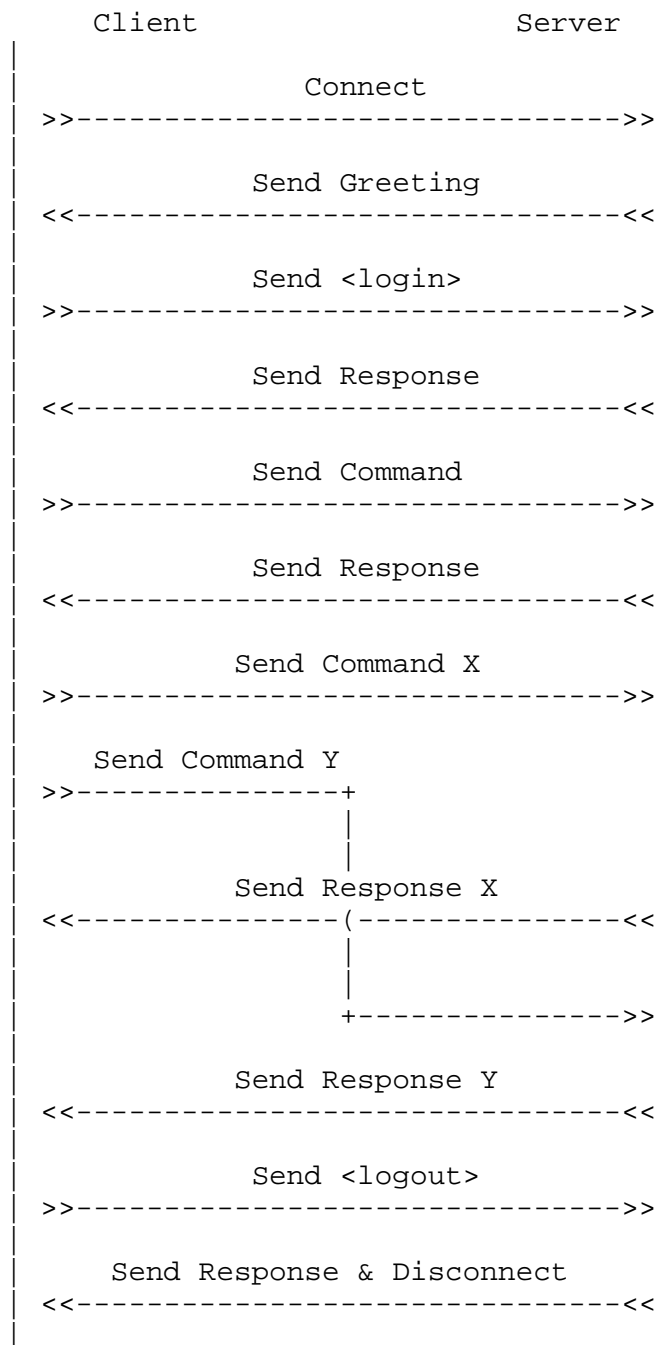 Client Server
Connect
>>------------------------------->>
Send Greeting
<<-------------------------------<<
Send <login>
>>------------------------------->>
Send Response
<<-------------------------------<<
Send Command
>>------------------------------->>
Send Response
<<-------------------------------<<
Send Command X
>>------------------------------->>
Send Command Y
>>---------------+
Send Response X
<<---------------(---------------<<
+--------------->>
Send Response Y
<<-------------------------------<<
Send <logout>
>>------------------------------->>
Send Response & Disconnect
<<-------------------------------<<